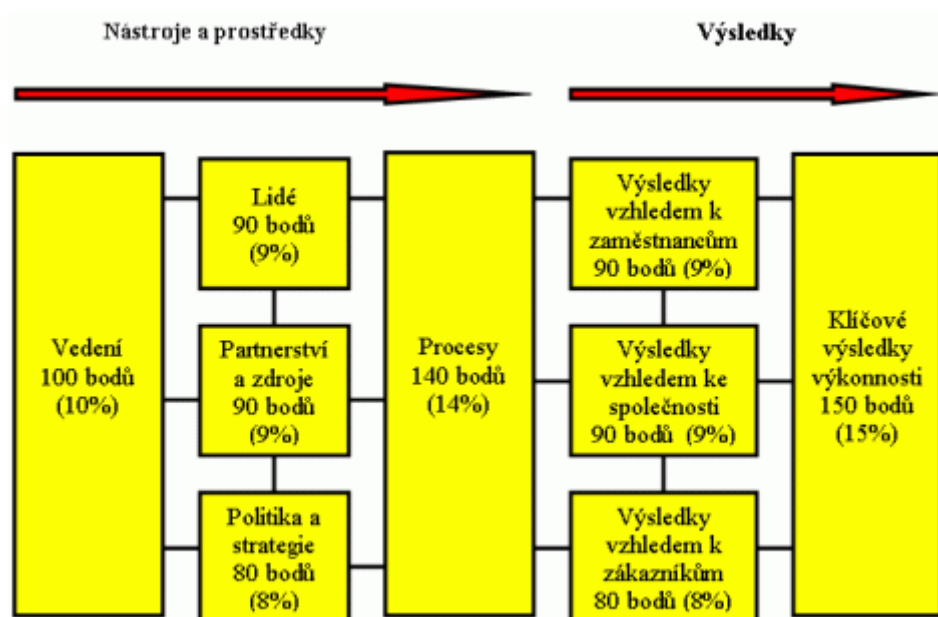 Nástroje a prostředky
Výsledky
Vedení
100 bodů
(10%)
Lidé
90 bodů
(9%)
Partnerství
a zdroje
90 bodů
(9%)
Politika a
strategie
80 bodů
(8%)
Procesy
140 bodů
(14%)
Výsledky
vzhledem k
zaměstnancům
90 bodů (9%)
Výsledky
vzhledem ke
společnosti
90 bodů (9%)
Výsledky
vzhledem k
zákazníkům
80 bodů (8%)
Klíčové
výsledky
výkonnosti
150 bodů
(15%)